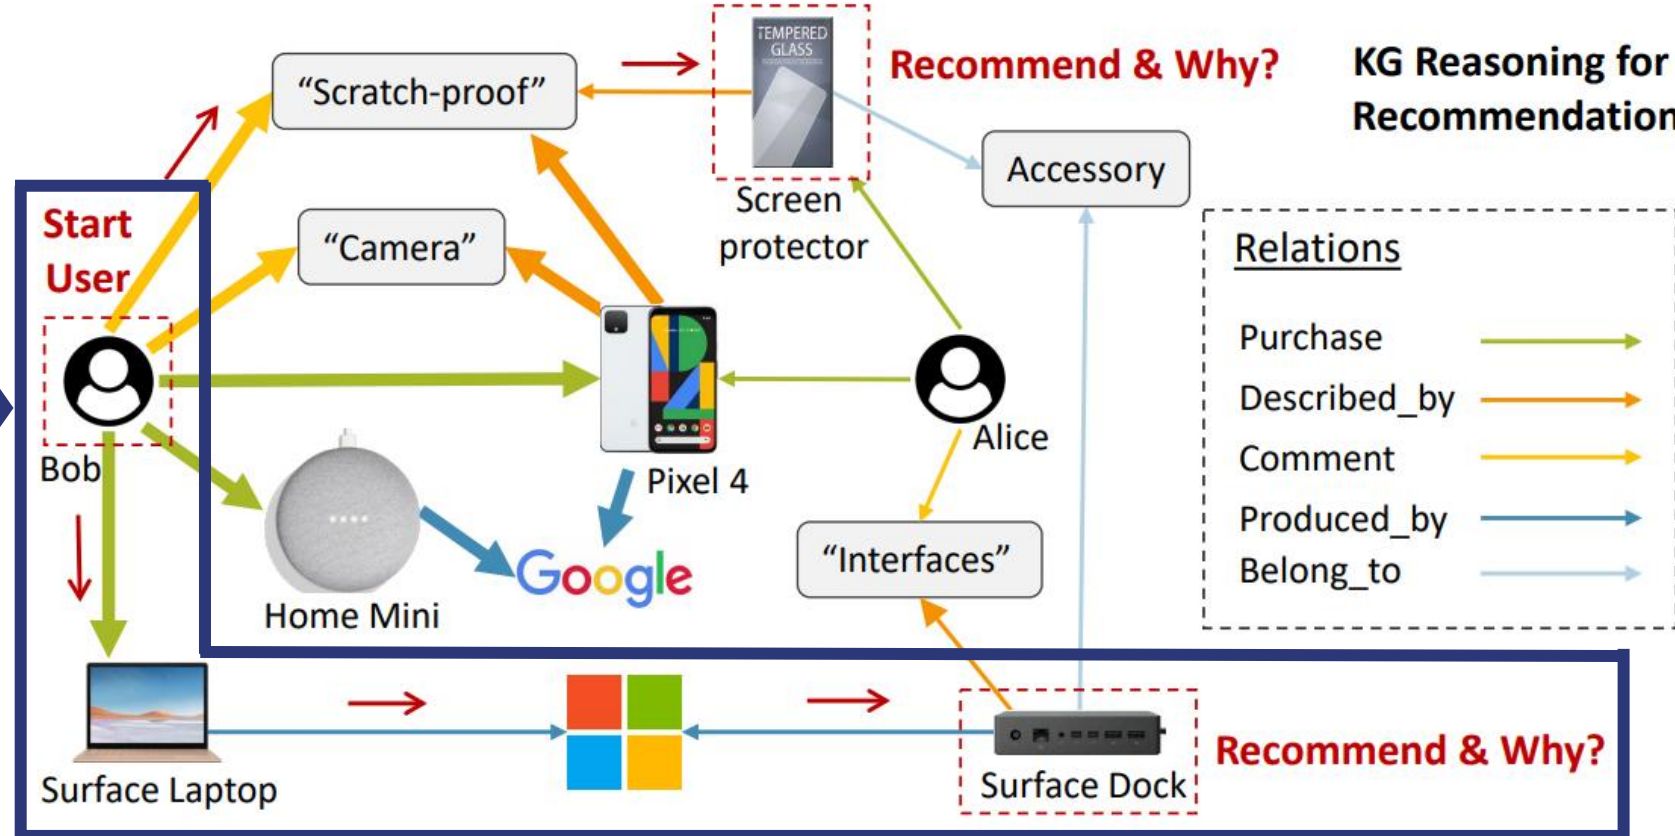 TEMPERED
GLASS
Recommend & Why?
KG Reasoning for
Recommendation
“Scratch-proof”
Accessory
Start
User
“Camera”
Screen
protector
Relations
Purchase
Described_by
Comment
Produced_by
Belong_to
Bob
Pixel 4
Alice
“Interfaces”
Google
Home Mini
Surface Laptop
Surface Dock
Recommend & Why?